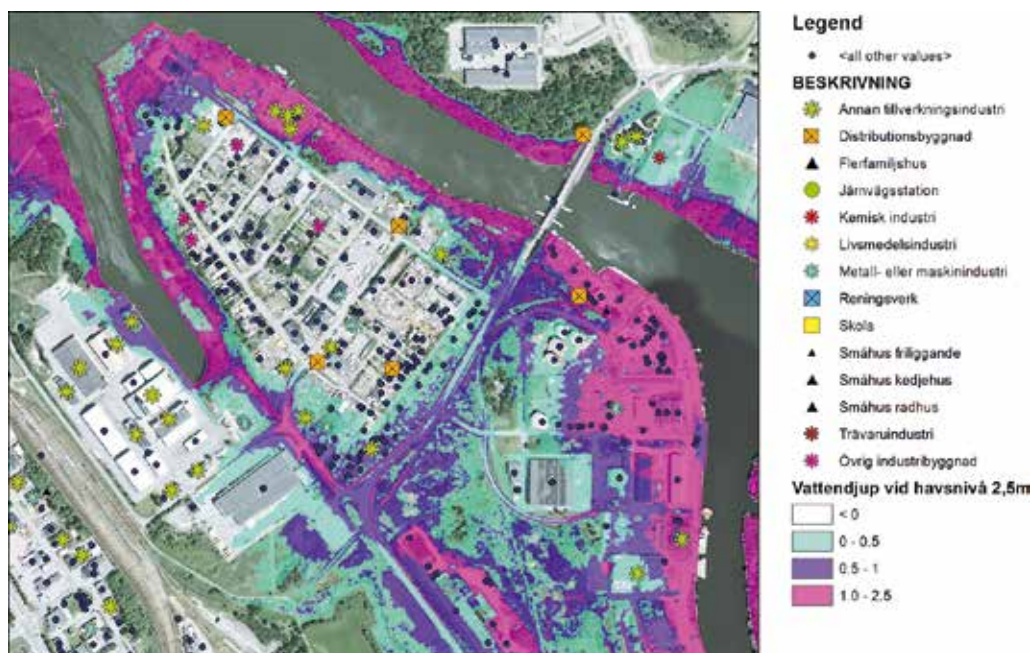 Legend
<all other values>
BESKRIVNING
Annan tillverkningsindustri
Distributionsbyggnad
Flerfamiljshus
Järnvägsstation
Kemisk industri
Livsmedelsindustri
Metall- eller maskinindustri
Reningsverk
Skola
Småhus friliggande
Småhus kedjehus
Småhus radhus
Trävaruindustri
Övrig industribyggnad
Vattendjup vid havsnivå 2,5m
< 0
0 - 0.5
0.5 - 1
1.0 - 2.5